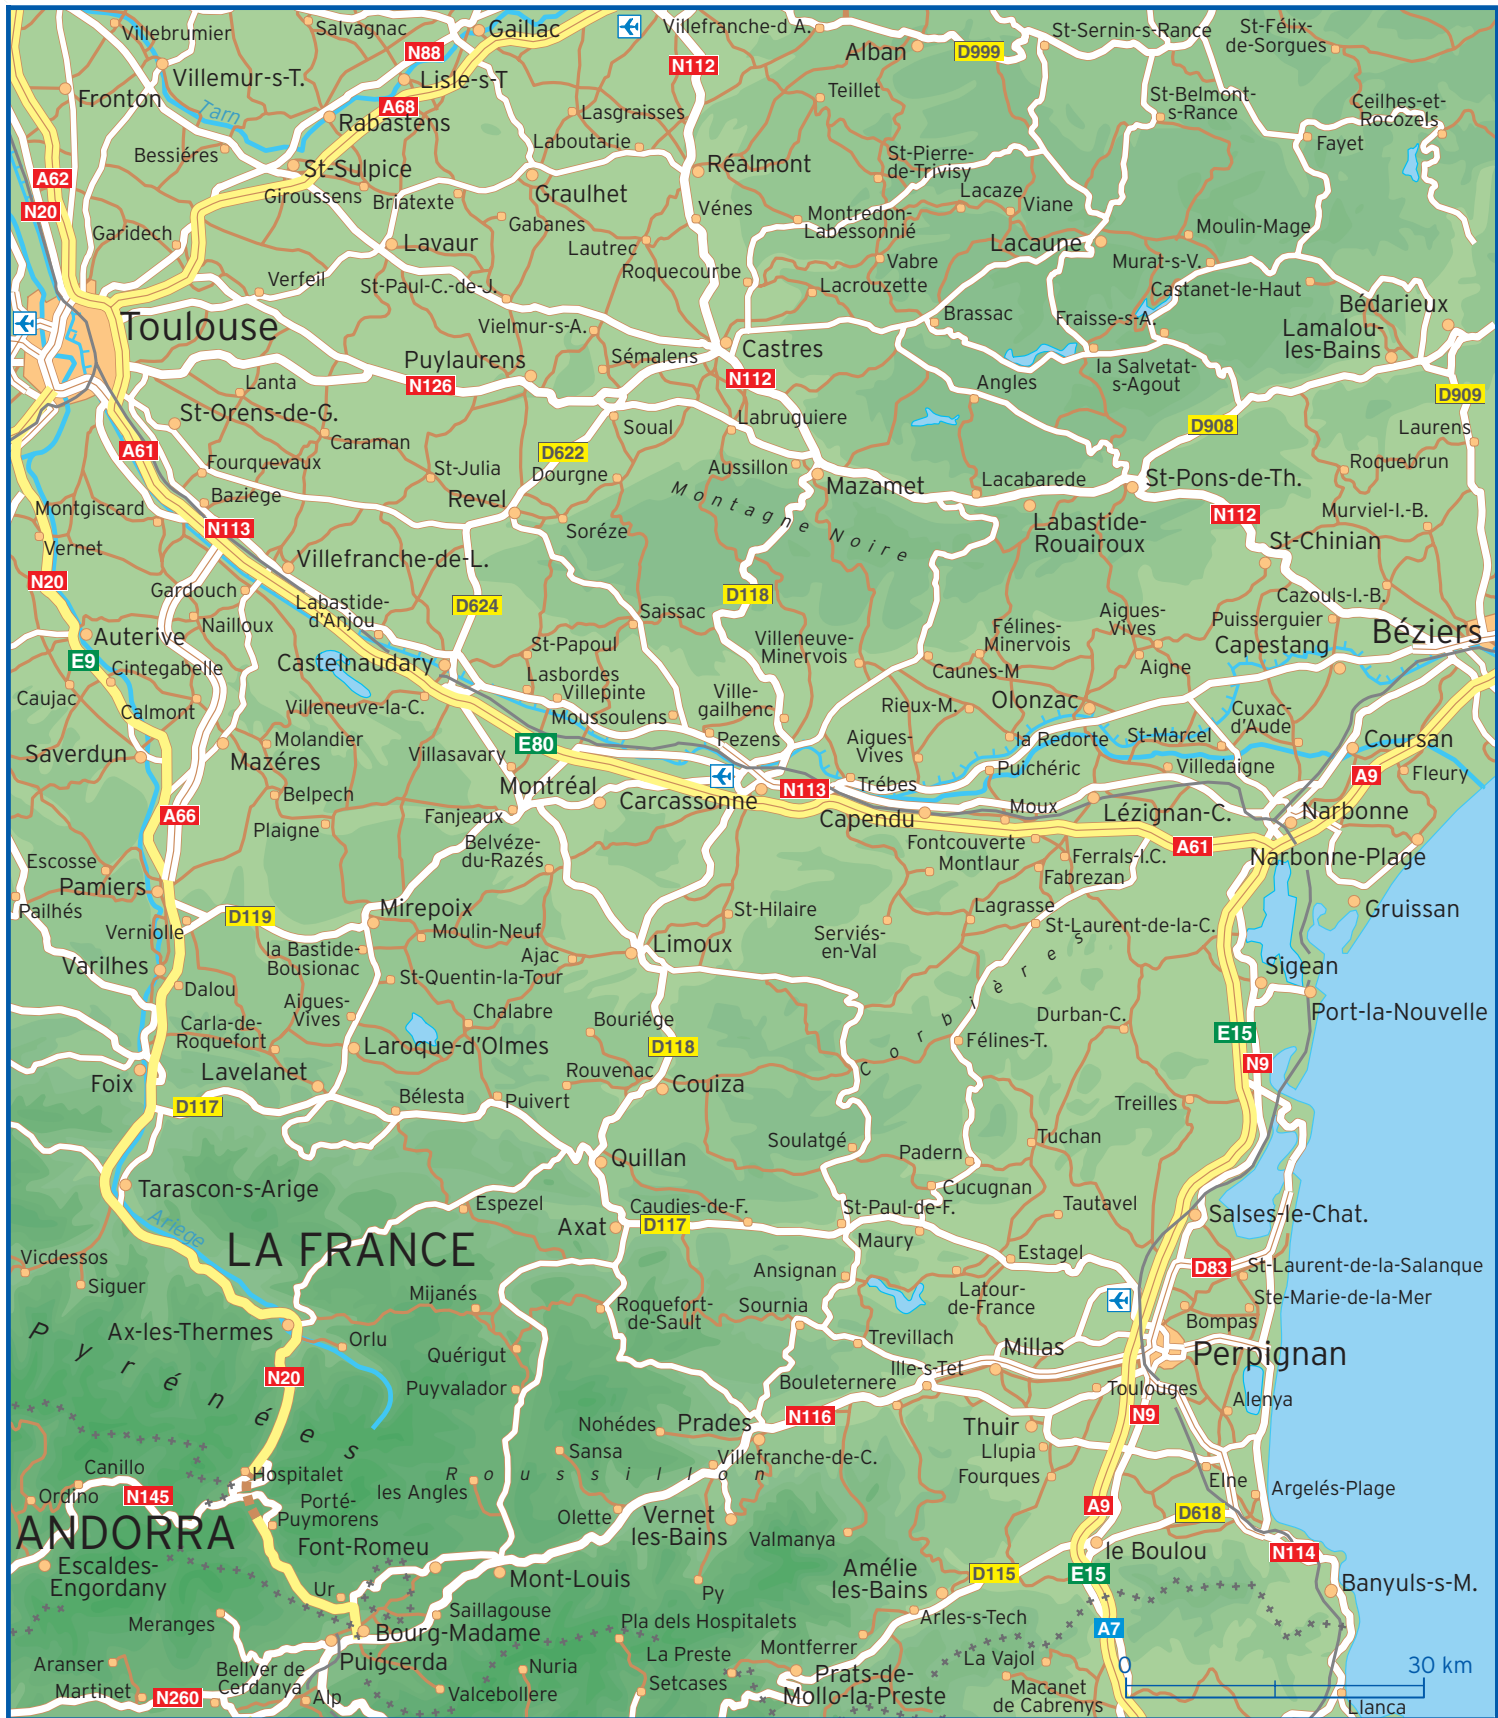 Villebrumier
Salvagnac
Gaillac
Villefranche-d A.
Alban
D999
St-Sernin-s-Rance
St-Félix-
de-Sorgues
N88
N112
Villemur-s-T.
Lisle-s-T
Fronton
Tarn
A68
Rabastens
Lasgraisses
Teillet
St-Belmont-
s-Rance
Ceilhes-et-
Rocozels
Fayet
Bessiéres
Laboutarie
St-Sulpice
Réalmont
St-Pierre-
de-Trivisy
A62
N20
Giroussens
Briatexte
Graulhet
Lacaze
Viane
Garidech
Gabanes
Vénes
Montredon-
Labessonnié
Lavaur
Lautrec
Lacaune
Moulin-Mage
Verfeil
St-Paul-C.-de-J.
Roquecourbe
Vabre
Lacrouzette
Murat-s-V.
Castanet-le-Haut
Bédarieux
Toulouse
Vielmur-s-A.
Brassac
Fraisse-s-A.
Lamalou-
les-Bains
Puylaurens
Sémalens
Castres
N126
N112
Lanta
Angles
la Salvetat-
s-Agout
D909
St-Orens-de-G.
Caraman
Soual
Labruguiere
D908
Laurens
A61
D622
Fourquevaux
St-Julia
Dourgne
Aussillon
Mazamet
Lacabarede
St-Pons-de-Th.
Roquebrun
Baziege
Revel
Montagne Noire
Montgiscard
N113
Soréze
Labastide-
Rouairoux
N112
Murviel-l.-B.
St-Chinian
Vernet
Villefranche-de-L.
N20
Gardouch
Labastide-
d'Anjou
D624
Saissac
D118
Cazouls-l.-B.
Aigues-
Vives
Puisserguier
Auterive
Nailloux
St-Papoul
Villeneuve-
Minervois
Félines-
Minervois
Capestang
Béziers
E9
Cintegabelle
Castelnaudary
Lasbordes
Caunes-M
Aigne
Caujac
Calmont
Villeneuve-la-C.
Villepinte
Ville-
gailhenc
Rieux-M.
Olonzac
Cuxac-
d'Aude
Moussoulens
Saverdun
Molandier
Mazéres
Villasavary
E80
Pezens
Aigues-
Vives
la Redorte
St-Marcel
Coursan
Belpech
Montréal
Carcassonne
N113
Trébes
Puichéric
Villedaigne
A9
Fleury
A66
Plaigne
Fanjeaux
Capendu
Moux
Lézignan-C.
Narbonne
Belvéze-
du-Razés
Fontcouverte
Montlaur
Ferrals-l.C.
A61
Narbonne-Plage
Escosse
Fabrezan
Pamiers
Pailhés
D119
Mirepoix
St-Hilaire
Lagrasse
Gruissan
Verniolle
Moulin-Neuf
Serviés-
en-Val
St-Laurent-de-la-C.
Varilhes
la Bastide-
Bousionac
Ajac
Limoux
Corbières
Sigean
Dalou
St-Quentin-la-Tour
Aigues-
Vives
Chalabre
Port-la-Nouvelle
Carla-de-
Roquefort
Bouriége
Durban-C.
Laroque-d'Olmes
D118
Félines-T.
E15
Foix
Lavelanet
Rouvenac
Couiza
N9
D117
Bélesta
Puivert
Treilles
Soulatgé
Tuchan
Quillan
Padern
Tarascon-s-Arige
Cucugnan
Espezel
Caudies-de-F.
St-Paul-de-F.
Tautavel
Ariege
Axat
D117
Salses-le-Chat.
LA FRANCE
Maury
Estagel
Vicdessos
Siguer
Ansignan
D83
St-Laurent-de-la-Salanque
Mijanés
Latour-
de-France
Ste-Marie-de-la-Mer
Roquefort-
de-Sault
Sournia
Bompas
Pyrénées
Ax-les-Thermes
Orlu
Trevillach
Millas
Perpignan
Quérigut
N20
Ille-s-Tet
Puyvalador
Bouleternere
Toulouges
Alenya
Nohédes
Prades
N116
N9
Thuir
Sansa
Villefranche-de-C.
Llupia
Canillo
Hospitalet
Roussillon
Fourques
Elne
Ordino
N145
les Angles
Argelés-Plage
Porté-
Puymorens
Olette
Vernet
les-Bains
A9
D618
ANDORRA
Valmanya
Font-Romeu
le Boulou
N114
Escaldes-
Engordany
Mont-Louis
Amélie
les-Bains
D115
E15
Banyuls-s-M.
Ur
Py
Meranges
Saillagouse
Pla dels Hospitalets
Arles-s-Tech
A7
Bourg-Madame
Montferrer
Aranser
Puigcerda
La Preste
La Vajol
0
30 km
Bellver de
Cerdanya
Nuria
Prats-de-
Mollo-la-Preste
Martinet
N260
Alp
Valcebollere
Setcases
Macanet
de Cabrenys
Llanca